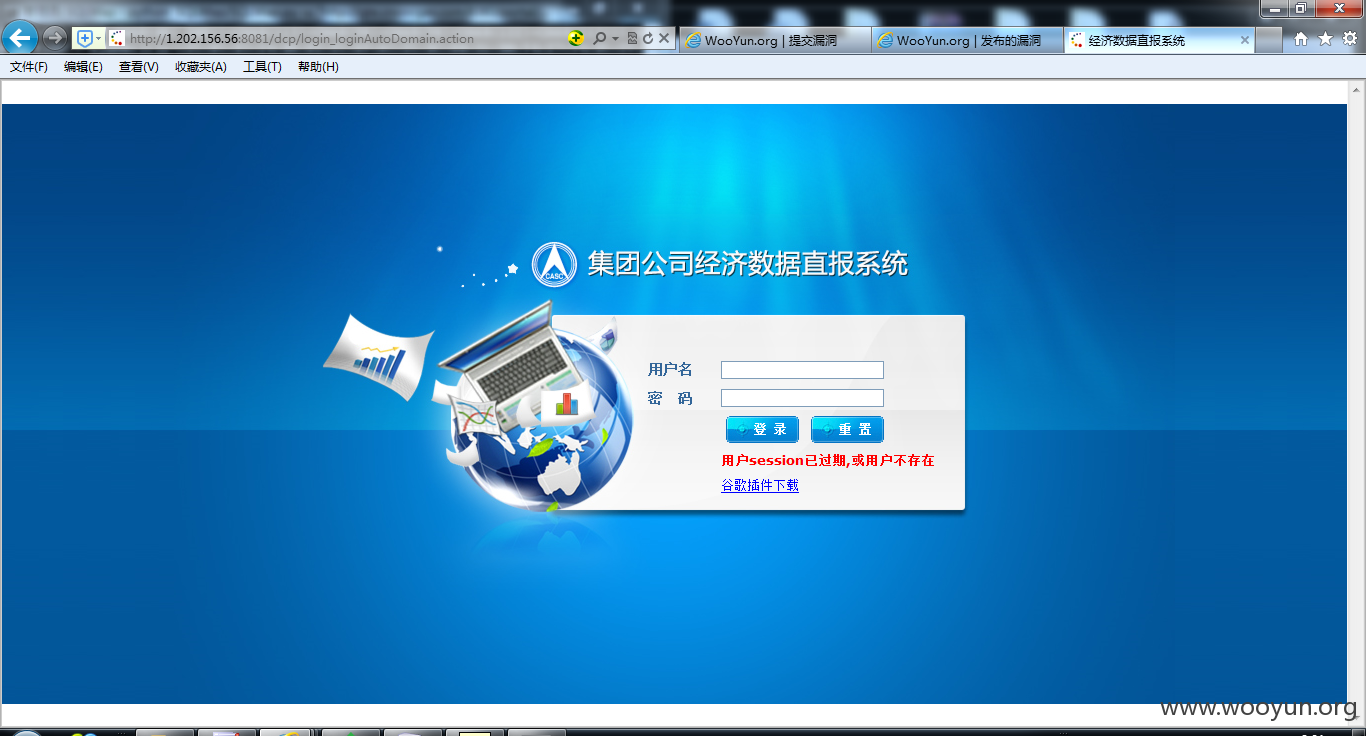 http://1.202.156.56:8081/dcp/login_loginAutoDomain.action
WooYun.org | 提交漏洞
WooYun.org | 发布的漏洞
经济数据直报系统
文件(F) 编辑(E) 查看(V) 收藏夹(A) 工具(T) 帮助(H)
CASC
集团公司经济数据直报系统
用户名
密 码
登 录 重 置
用户session已过期,或用户不存在
谷歌插件下载
www.wooyun.org